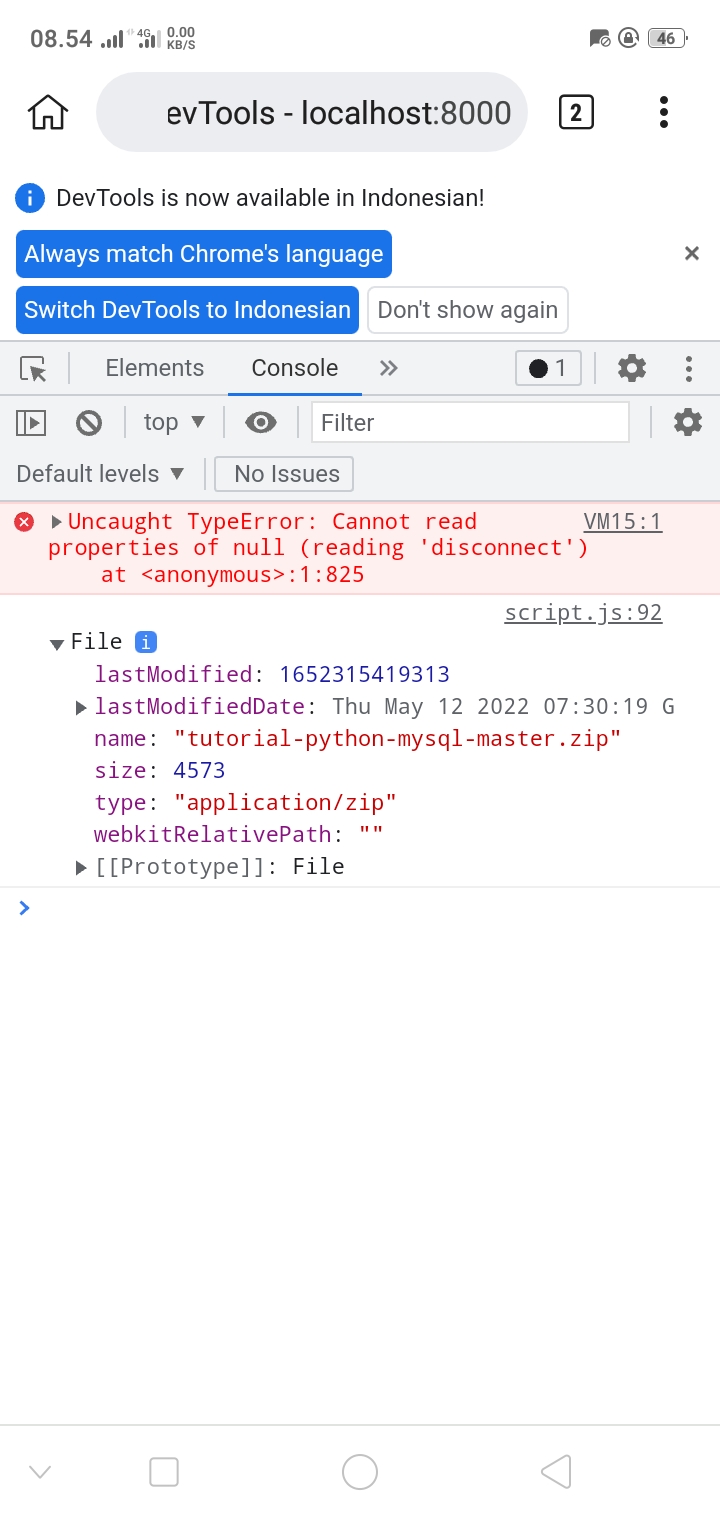 08.54 4G 0.00 KB/S 46
evTools - localhost:8000 2
DevTools is now available in Indonesian!
Always match Chrome's language
Switch DevTools to Indonesian Don't show again
Elements Console 1
top Filter
Default levels No Issues
Uncaught TypeError: Cannot read VM15:1
properties of null (reading 'disconnect')
at <anonymous>:1:825
script.js:92
File i
lastModified: 1652315419313
lastModifiedDate: Thu May 12 2022 07:30:19 G
name: "tutorial-python-mysql-master.zip"
size: 4573
type: "application/zip"
webkitRelativePath: ""
[[Prototype]]: File